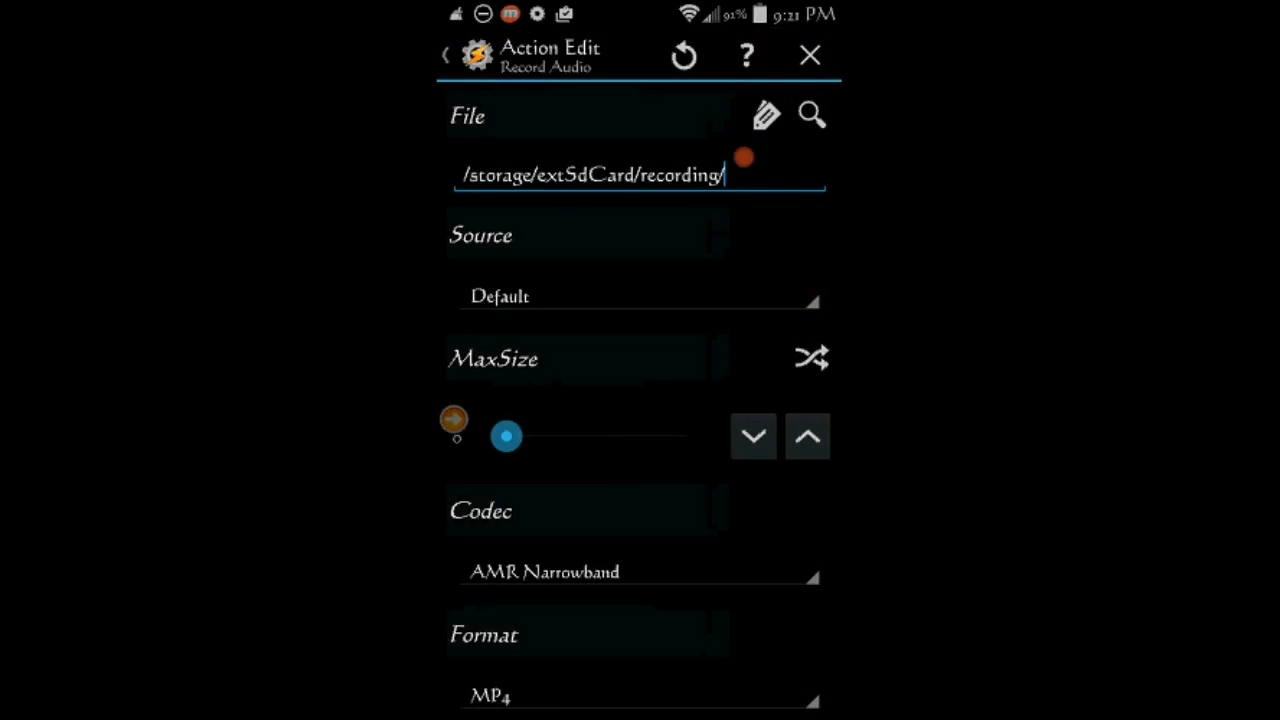 91% 9:21 PM
Action Edit
Record Audio
?
File
/storage/extSdCard/recording/
Source
Default
MaxSize
0
Codec
AMR Narrowband
Format
MP4